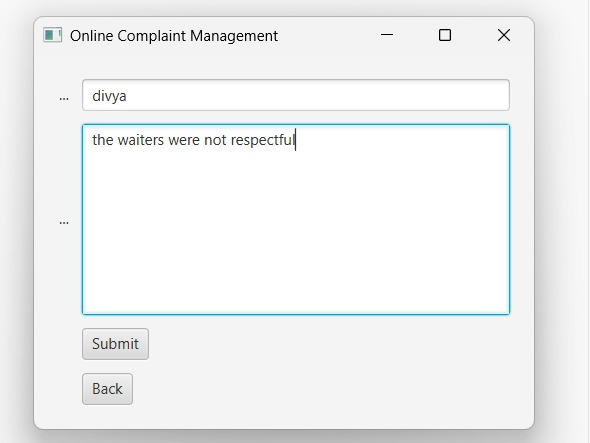 Online Complaint Management
... divya
the waiters were not respectful
...
Submit
Back